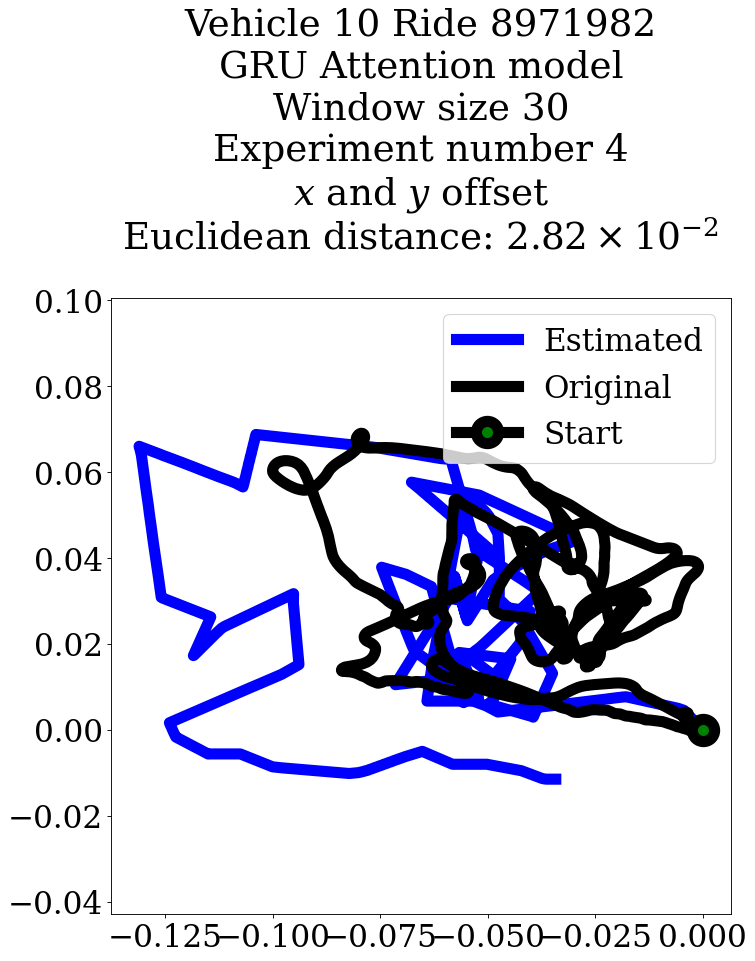 Vehicle 10 Ride 8971982
GRU Attention model
Window size 30
Experiment number 4
x and y offset
Euclidean distance: 2.82 × 10⁻²
Estimated
Original
Start
0.10
0.08
0.06
0.04
0.02
0.00
−0.02
−0.04
−0.125 −0.100 −0.075 −0.050 −0.025 0.000